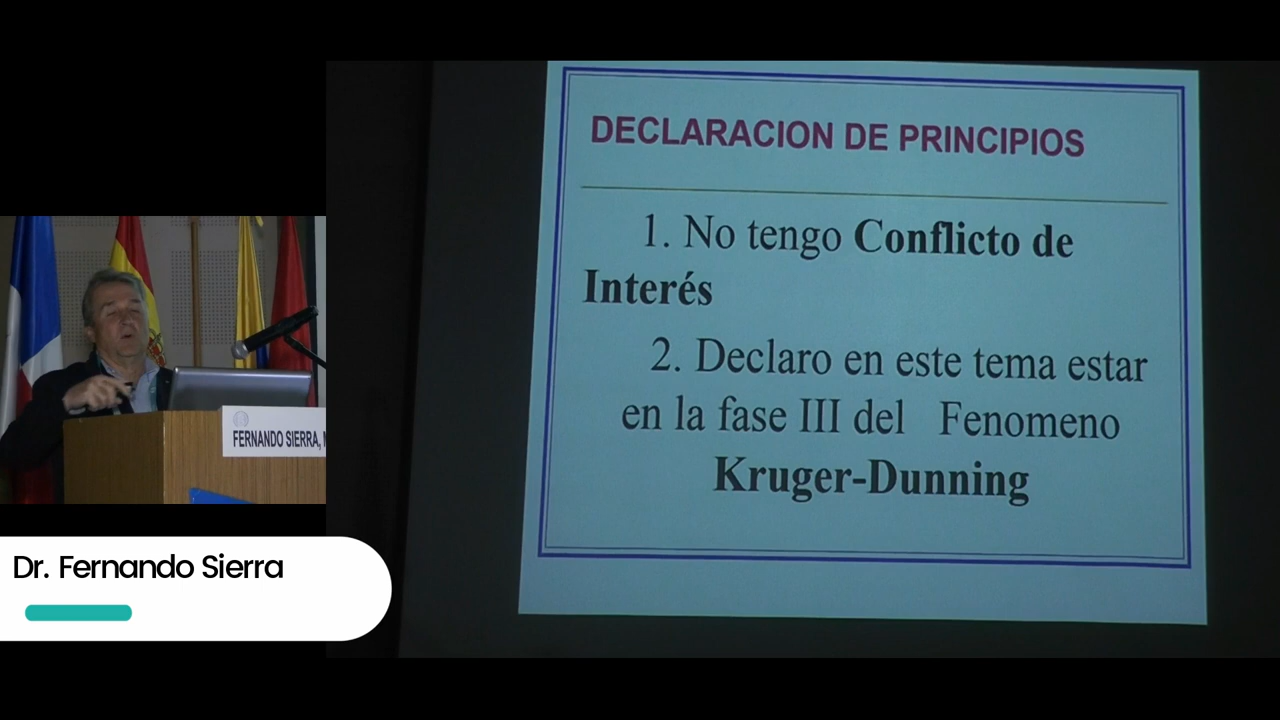 DECLARACION DE PRINCIPIOS
1. No tengo Conflicto de
Interés
2. Declaro en este tema estar
en la fase III del Fenomeno
Kruger-Dunning
FERNANDO SIERRA,
Dr. Fernando Sierra